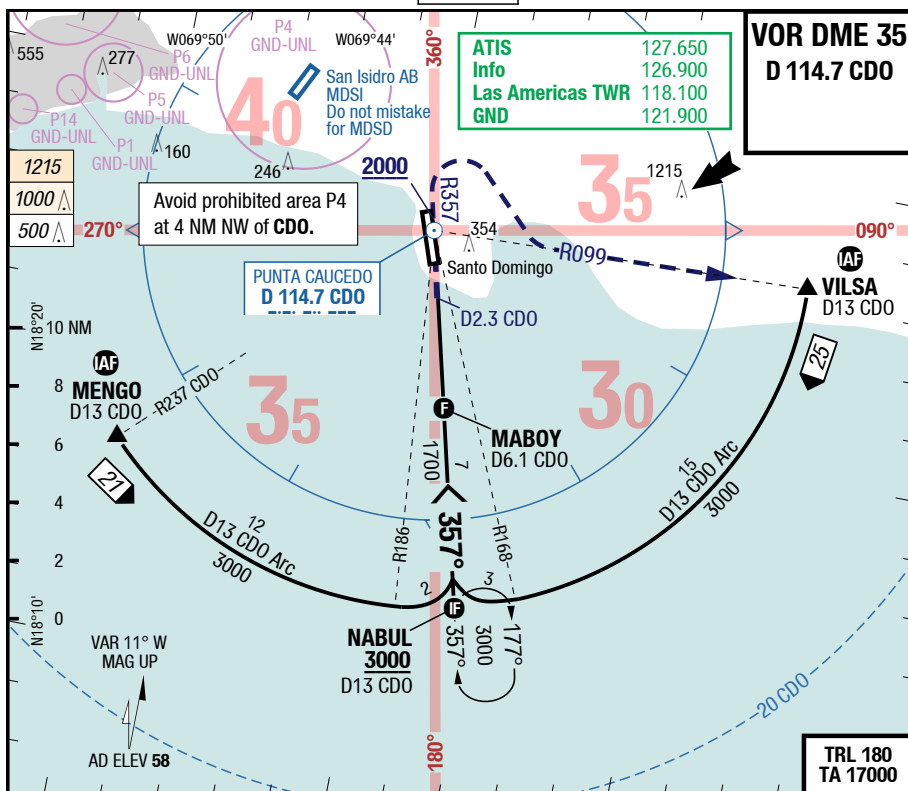 VOR DME 35
D 114.7 CDO
ATIS 127.650
Info 126.900
Las Americas TWR 118.100
GND 121.900
W069°50'
W069°44'
360°
555
277
P6
GND-UNL
P4
GND-UNL
P5
GND-UNL
P14
GND-UNL
P1
GND-UNL
San Isidro AB
MDSI
Do not mistake
for MDSD
40
35
160
246
2000
R357
1215
1215
1000
500
Avoid prohibited area P4
at 4 NM NW of CDO.
270°
090°
354
R099
Santo Domingo
PUNTA CAUCEDO
D 114.7 CDO
IAF
VILSA
D13 CDO
D2.3 CDO
N18°20'
10 NM
8
6
4
2
0
N18°10'
IAF
MENGO
D13 CDO
R237 CDO
35
30
25
F
MABOY
D6.1 CDO
1700
7
21
12
D13 CDO Arc
3000
15
D13 CDO Arc
3000
R186
357°
R168
2
3
IF
NABUL
3000
D13 CDO
357°
3000
177°
VAR 11° W
MAG UP
AD ELEV 58
180°
20 CDO
TRL 180
TA 17000